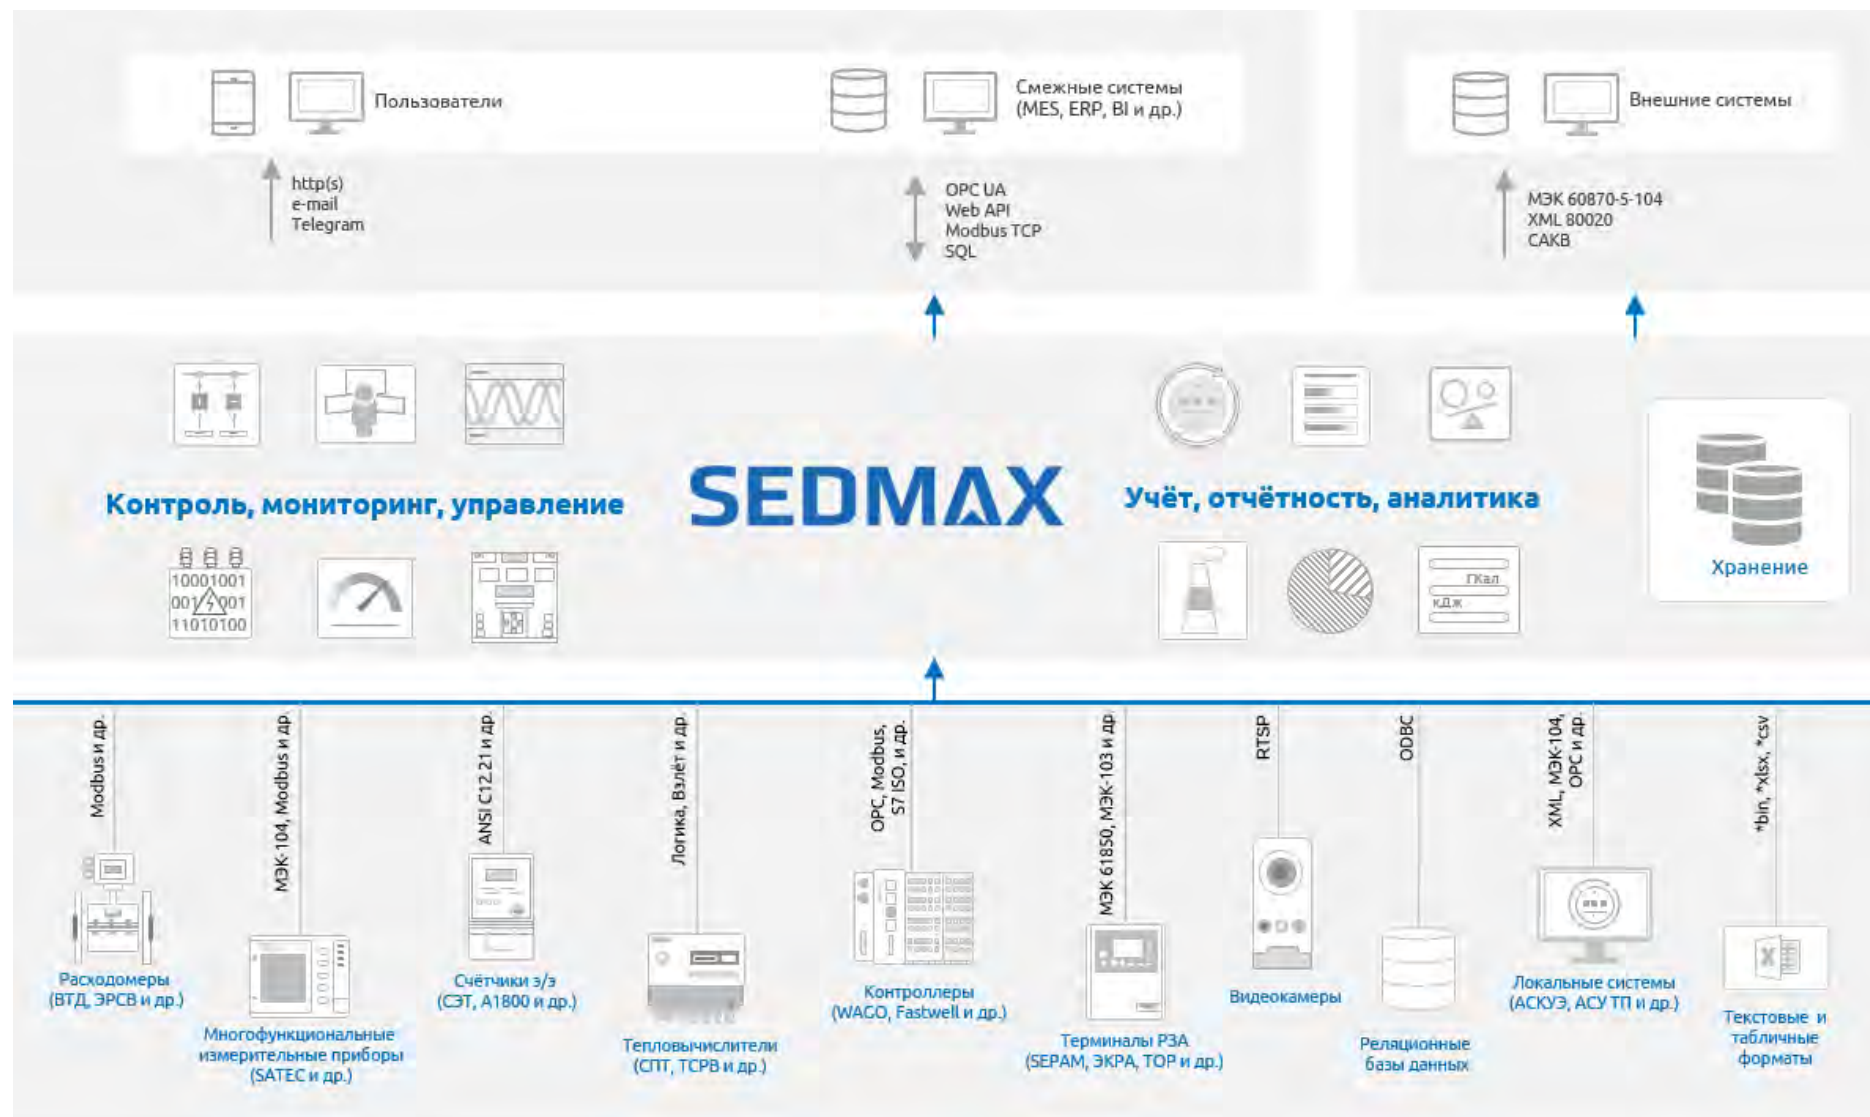 Пользователи
Смежные системы
(MES, ERP, BI и др.)
Внешние системы
http(s)
e-mail
Telegram
OPC UA
Web API
Modbus TCP
SQL
МЭК 60870-5-104
XML 80020
САКВ
Контроль, мониторинг, управление
SEDMAX
Учёт, отчётность, аналитика
10001001
001 001
11010100
ГКал
кДж
Хранение
Modbus и др.
МЭК-104, Modbus и др.
ANSI C12.21 и др.
Логика, Взлёт и др.
OPC, Modbus,
S7 ISO, и др.
МЭК 61850, МЭК-103 и др
RTSP
ODBC
XML, МЭК-104,
OPC и др.
*bin, *xlsx, *csv
Расходомеры
(ВТД, ЭРСВ и др.)
Многофункциональные
измерительные приборы
(SATEC и др.)
Счётчики э/э
(СЭТ, А1800 и др.)
Тепловычислители
(СПТ, ТСРВ и др.)
Контроллеры
(WAGO, Fastwell и др.)
Терминалы РЗА
(SEPAM, ЭКРА, ТОР и др.)
Видеокамеры
Реляционные
базы данных
Локальные системы
(АСКУЭ, АСУ ТП и др.)
X
Текстовые и
табличные
форматы